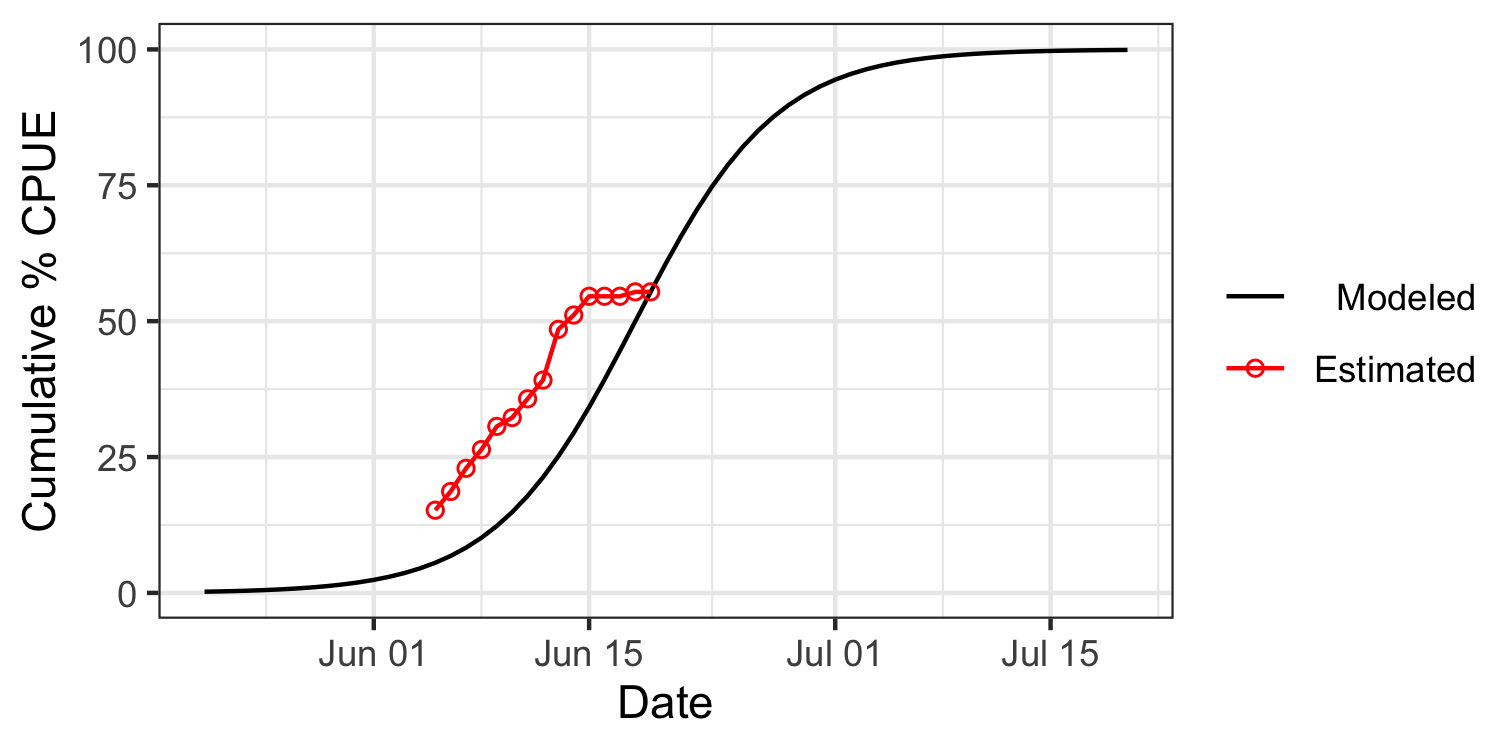 Cumulative % CPUE
100
75
50
25
0
Jun 01
Jun 15
Jul 01
Jul 15
Date
Modeled
Estimated